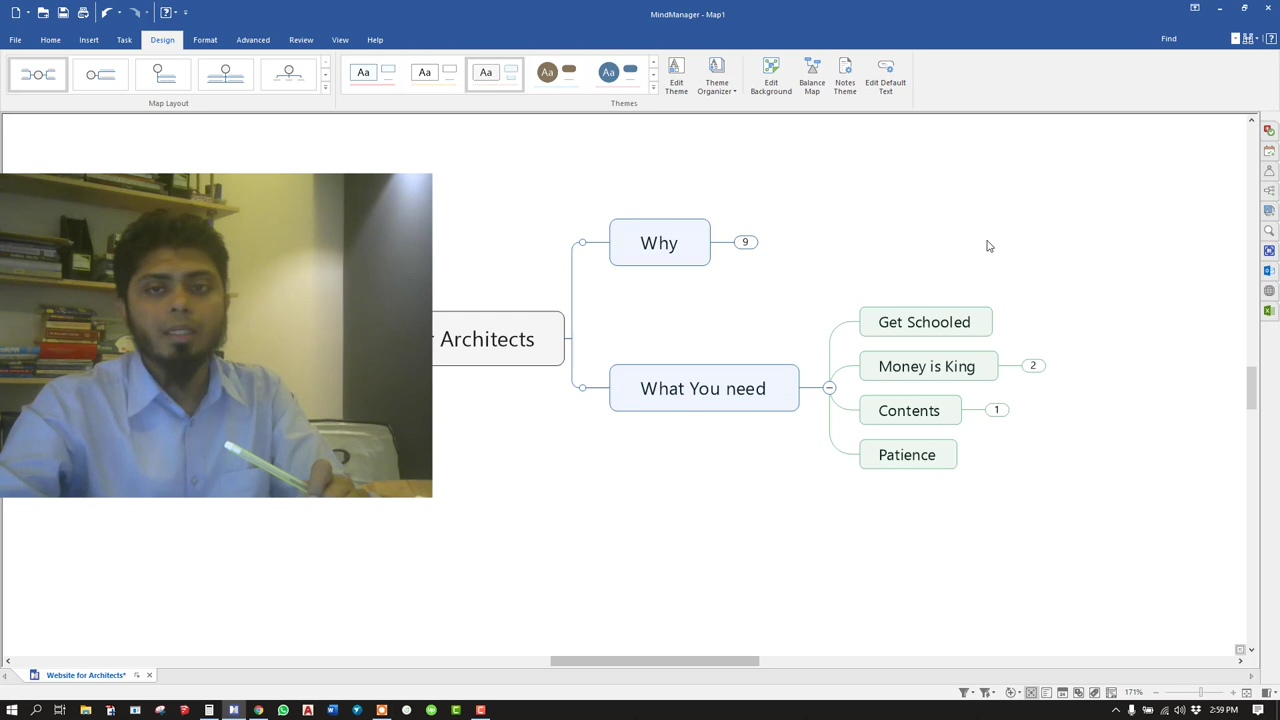 MindManager - Map1
File
Home
Insert
Task
Design
Format
Advanced
Review
View
Help
Find
Aa
Aa
Aa
Aa
Aa
Edit Theme
Theme Organizer
Edit Background
Balance Map
Notes Theme
Edit Default Text
Map Layout
Themes
Why
9
r Architects
What You need
Get Schooled
Money is King
2
Contents
1
Patience
Website for Architects*
171%
2:59 PM